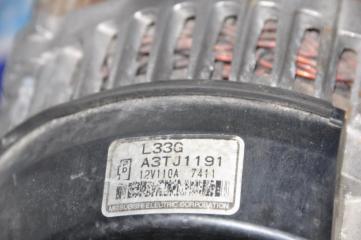 L33G
A3TJ1191
12V110A 7411
MITSUBISHI ELECTRIC CORPORATION